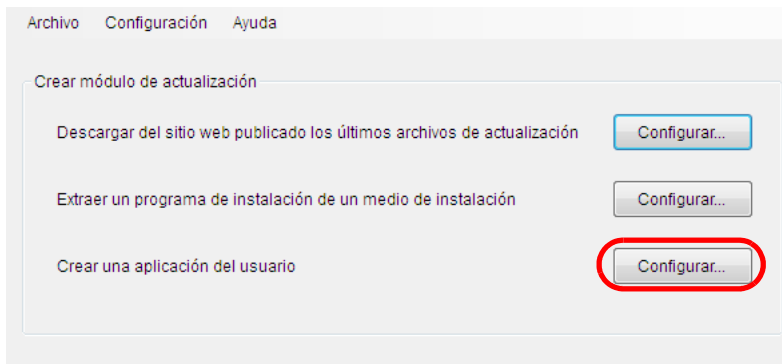 Archivo Configuración Ayuda
Crear módulo de actualización
Descargar del sitio web publicado los últimos archivos de actualización Configurar...
Extraer un programa de instalación de un medio de instalación Configurar...
Crear una aplicación del usuario Configurar...